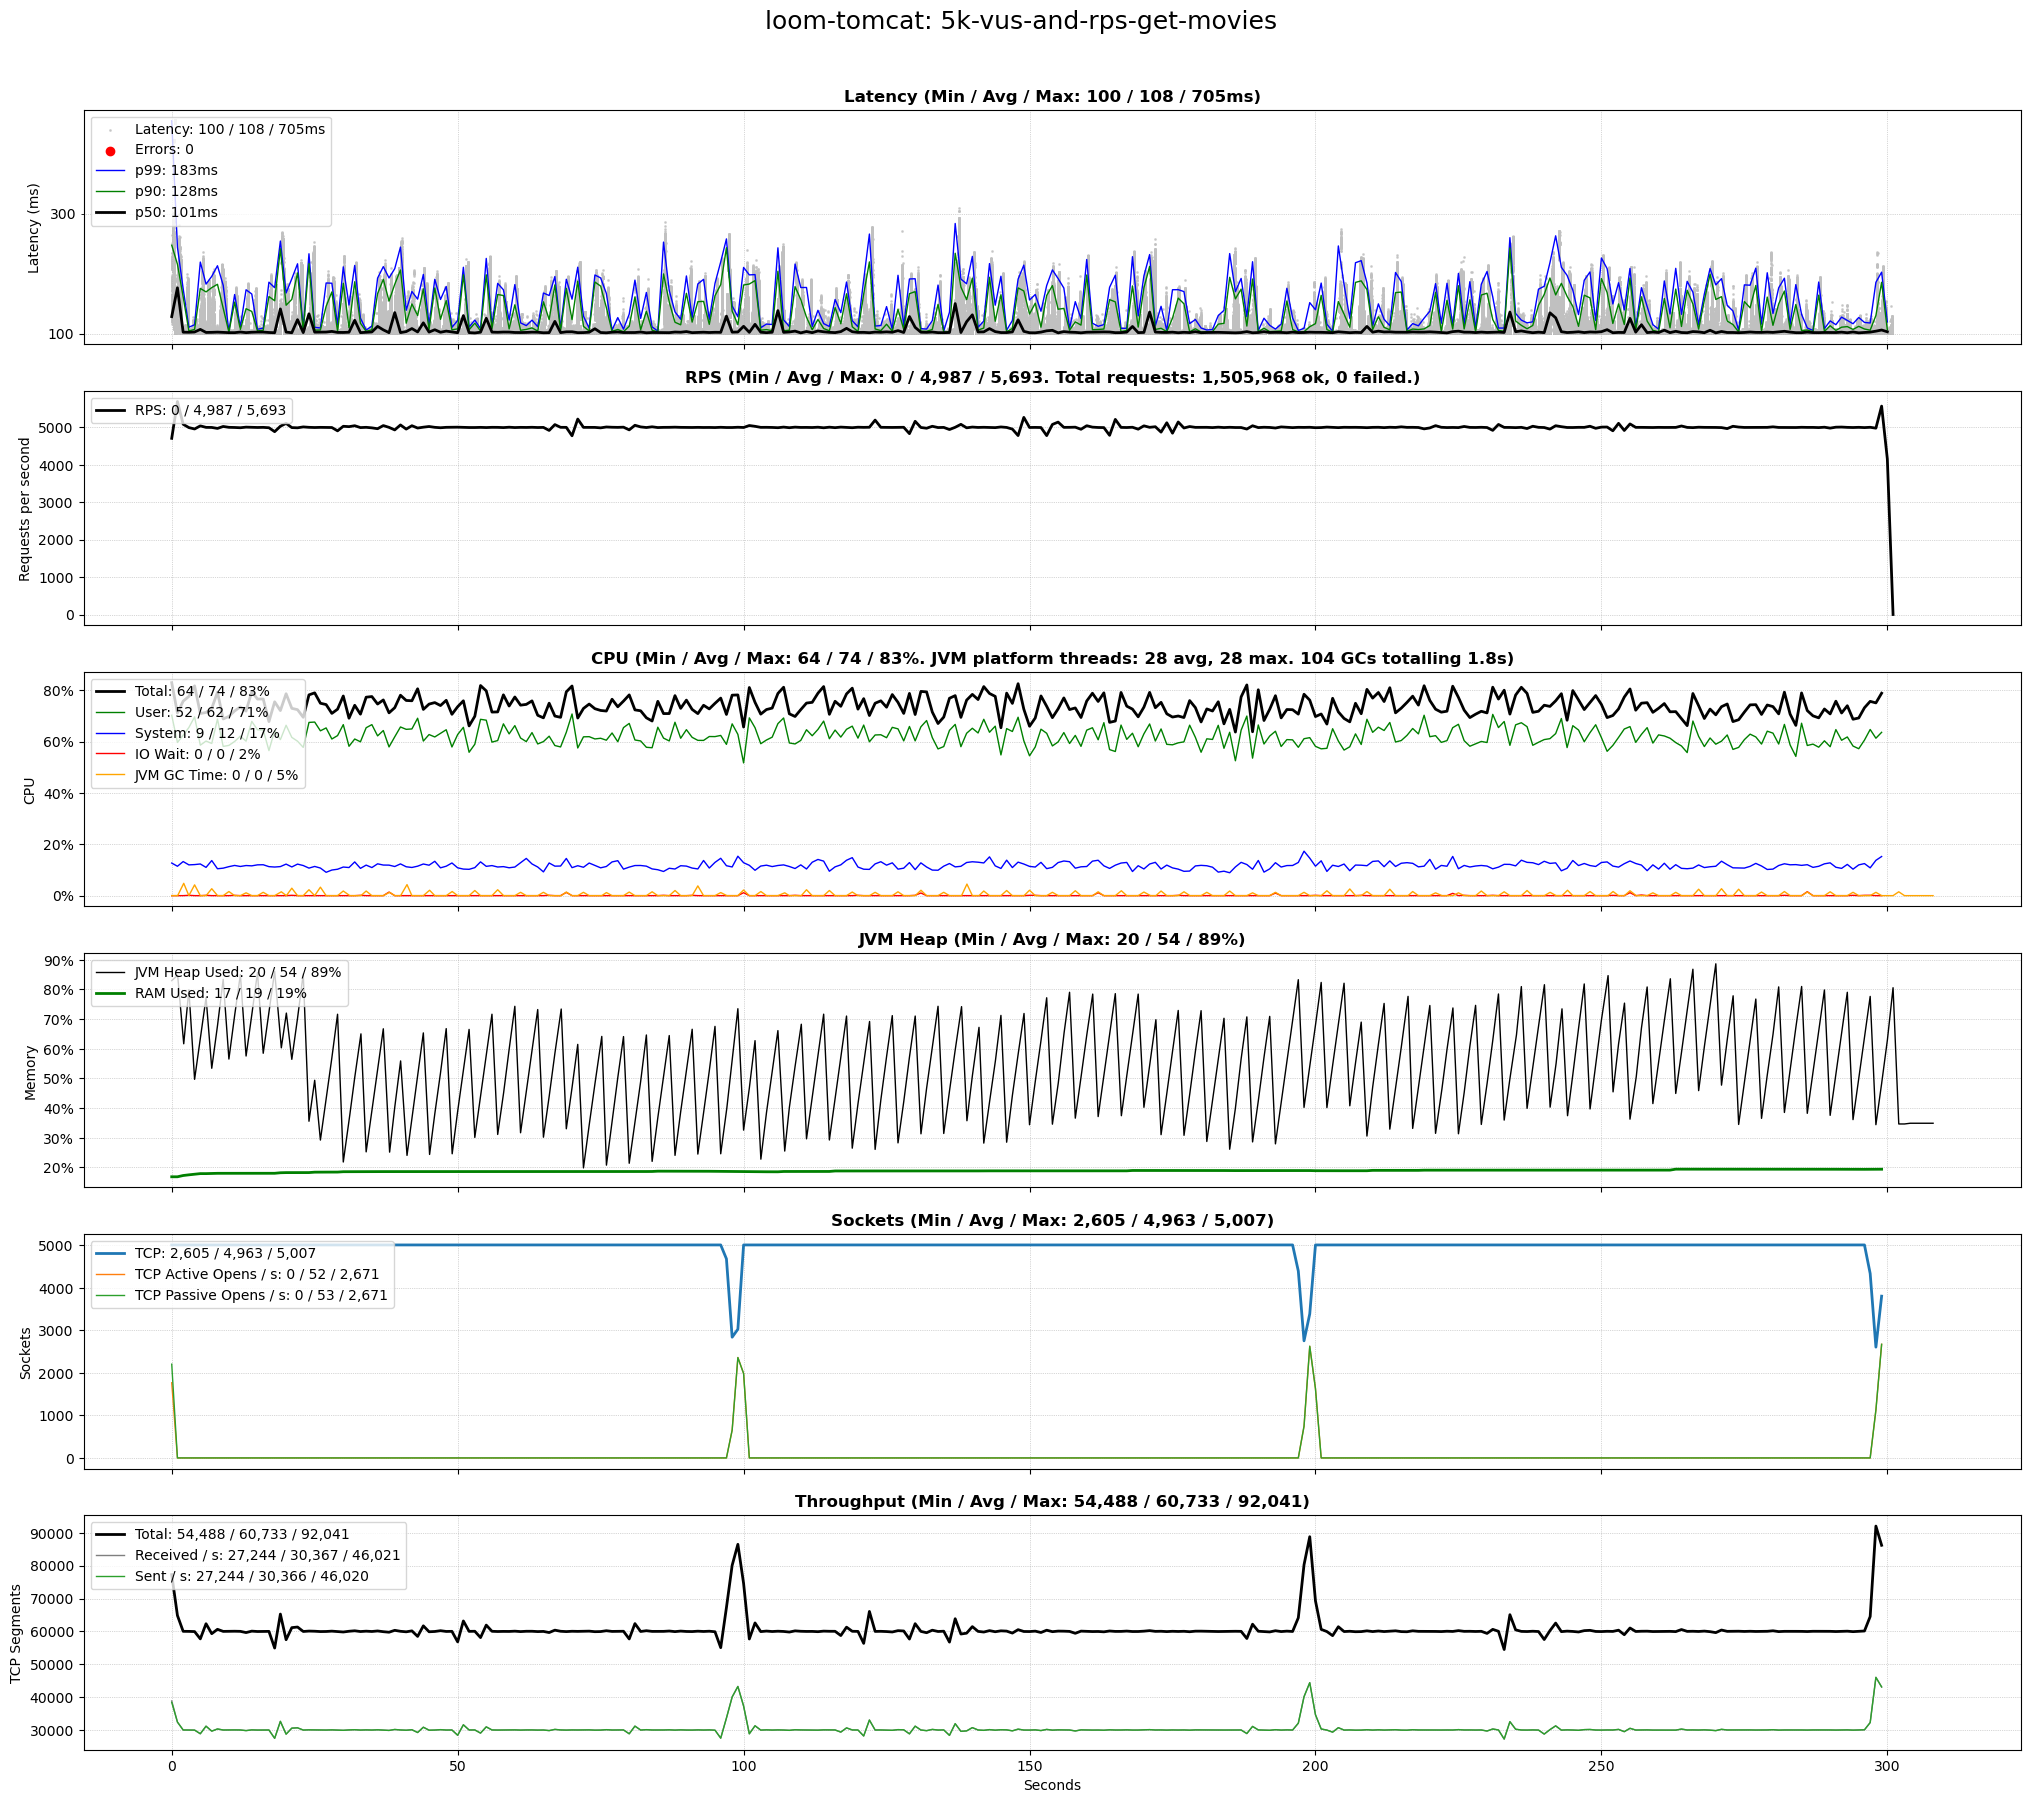 loom-tomcat: 5k-vus-and-rps-get-movies
Latency (Min / Avg / Max: 100 / 108 / 705ms)
Latency: 100 / 108 / 705ms
Errors: 0
p99: 183ms
p90: 128ms
p50: 101ms
Latency (ms)
300
100
RPS (Min / Avg / Max: 0 / 4,987 / 5,693. Total requests: 1,505,968 ok, 0 failed.)
RPS: 0 / 4,987 / 5,693
Requests per second
5000
4000
3000
2000
1000
0
CPU (Min / Avg / Max: 64 / 74 / 83%. JVM platform threads: 28 avg, 28 max. 104 GCs totalling 1.8s)
Total: 64 / 74 / 83%
User: 52 / 62 / 71%
System: 9 / 12 / 17%
IO Wait: 0 / 0 / 2%
JVM GC Time: 0 / 0 / 5%
CPU
80%
60%
40%
20%
0%
JVM Heap (Min / Avg / Max: 20 / 54 / 89%)
JVM Heap Used: 20 / 54 / 89%
RAM Used: 17 / 19 / 19%
Memory
90%
80%
70%
60%
50%
40%
30%
20%
Sockets (Min / Avg / Max: 2,605 / 4,963 / 5,007)
TCP: 2,605 / 4,963 / 5,007
TCP Active Opens / s: 0 / 52 / 2,671
TCP Passive Opens / s: 0 / 53 / 2,671
Sockets
5000
4000
3000
2000
1000
0
Throughput (Min / Avg / Max: 54,488 / 60,733 / 92,041)
Total: 54,488 / 60,733 / 92,041
Received / s: 27,244 / 30,367 / 46,021
Sent / s: 27,244 / 30,366 / 46,020
TCP Segments
90000
80000
70000
60000
50000
40000
30000
0 50 100 150 200 250 300
Seconds